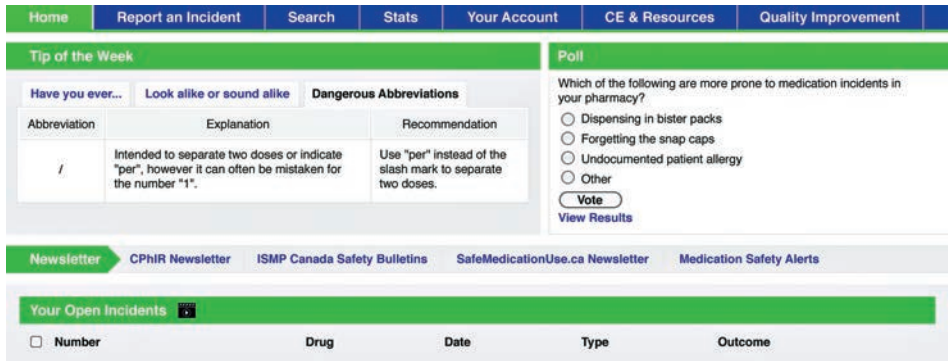 Home Report an Incident Search Stats Your Account CE & Resources Quality Improvement
Tip of the Week
Have you ever... Look alike or sound alike Dangerous Abbreviations
Abbreviation Explanation Recommendation
/
Intended to separate two doses or indicate
"per", however it can often be mistaken for
the number "1".
Use "per" instead of the
slash mark to separate
two doses.
Poll
Which of the following are more prone to medication incidents in
your pharmacy?
Dispensing in bister packs
Forgetting the snap caps
Undocumented patient allergy
Other
Vote
View Results
Newsletter CPhIR Newsletter ISMP Canada Safety Bulletins SafeMedicationUse.ca Newsletter Medication Safety Alerts
Your Open Incidents
Number Drug Date Type Outcome